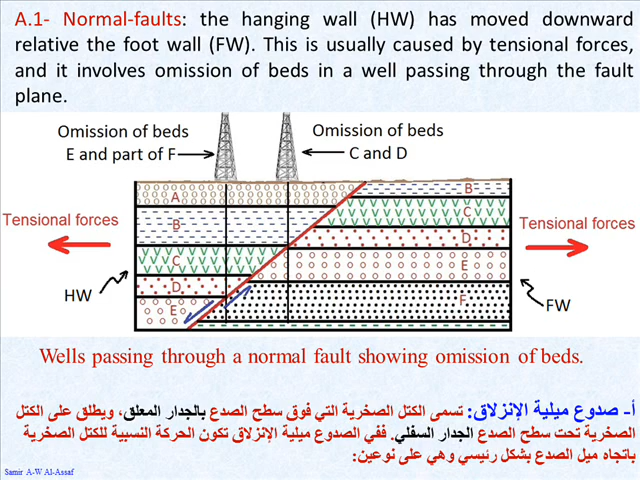 A.1- Normal-faults: the hanging wall (HW) has moved downward
relative the foot wall (FW). This is usually caused by tensional forces,
and it involves omission of beds in a well passing through the fault
plane.
Omission of beds
E and part of F
Omission of beds
C and D
A
B
B
C
Tensional forces
B
D
Tensional forces
C
E
D
HW
F
FW
E
Wells passing through a normal fault showing omission of beds.
أ- صدوع ميلية الإنزلاق: تسمى الكتل الصخرية التي فوق سطح الصدع بالجدار المعلق، ويطلق على الكتل
الصخرية تحت سطح الصدع الجدار السفلي. ففي الصدوع ميلية الإنزلاق تكون الحركة النسبية للكتل الصخرية
باتجاه ميل الصدع بشكل رئيسي وهي على نوعين:
Samir A-W Al-Assaf